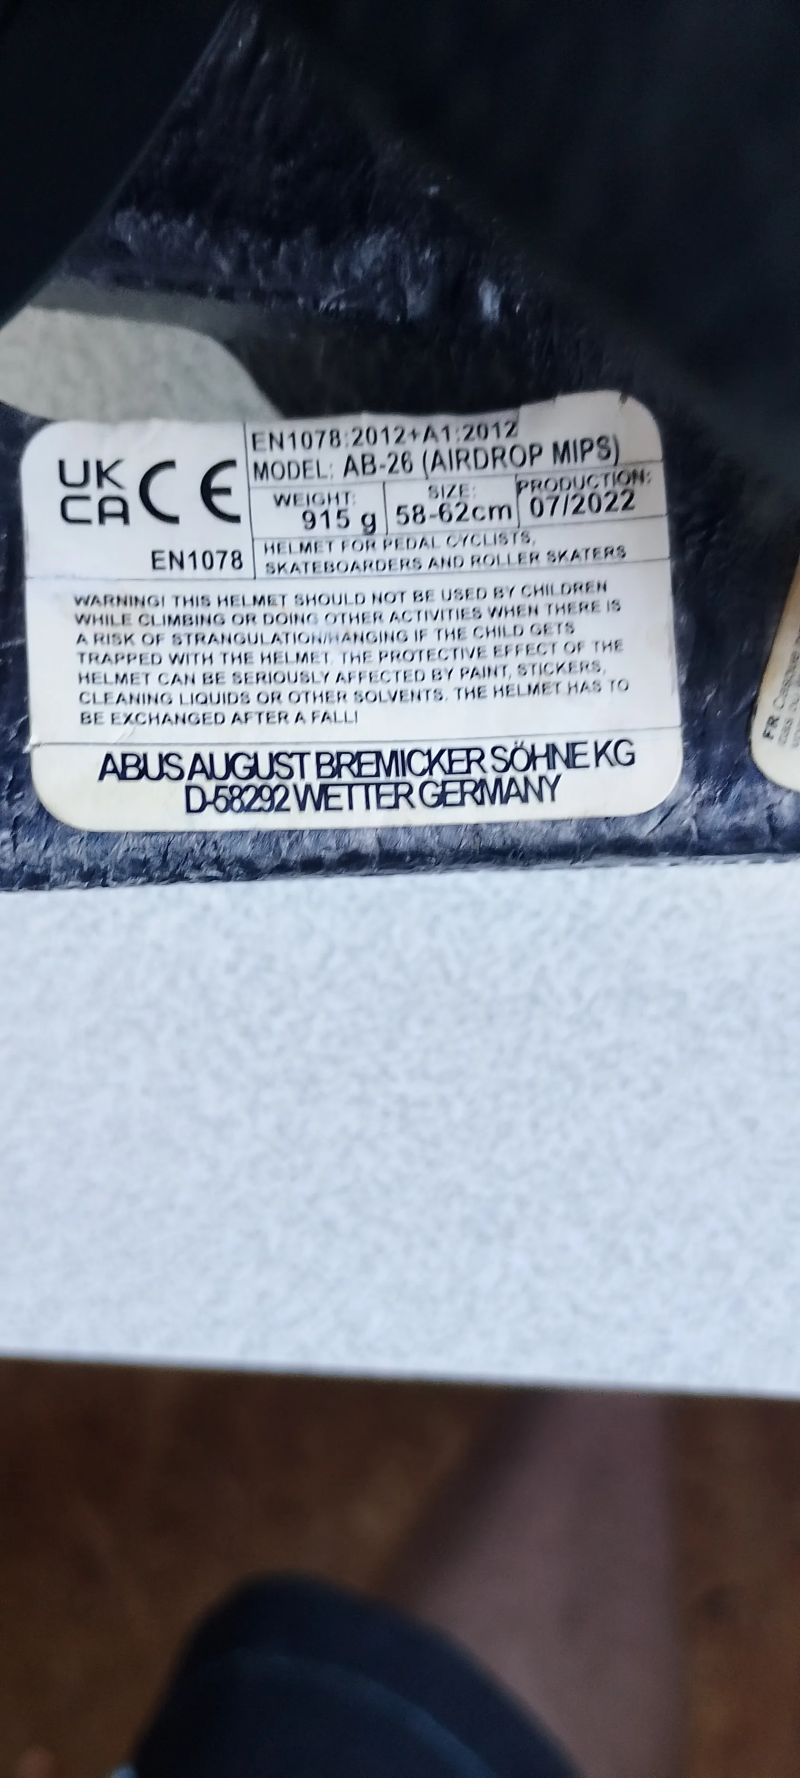 UK
CA CE
EN1078
EN1078:2012+A1:2012
MODEL: AB-26 (AIRDROP MIPS)
WEIGHT:
915 g
SIZE:
58-62cm
PRODUCTION:
07/2022
HELMET FOR PEDAL CYCLISTS,
SKATEBOARDERS AND ROLLER SKATERS
WARNING! THIS HELMET SHOULD NOT BE USED BY CHILDREN
WHILE CLIMBING OR DOING OTHER ACTIVITIES WHEN THERE IS
A RISK OF STRANGULATION/HANGING IF THE CHILD GETS
TRAPPED WITH THE HELMET. THE PROTECTIVE EFFECT OF THE
HELMET CAN BE SERIOUSLY AFFECTED BY PAINT, STICKERS,
CLEANING LIQUIDS OR OTHER SOLVENTS. THE HELMET HAS TO
BE EXCHANGED AFTER A FALL!
ABUS AUGUST BREMICKER SÖHNE KG
D-58292 WETTER GERMANY
FR